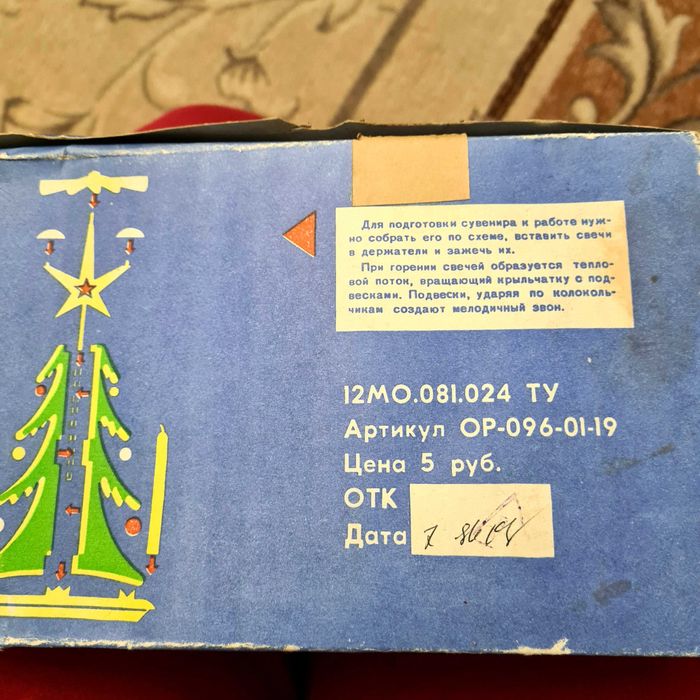 Для подготовки сувенира к работе нуж-
но собрать его по схеме, вставить свечи
в держатели и зажечь их.
При горении свечей образуется тепло-
вой поток, вращающий крыльчатку с под-
весками. Подвески, ударяя по колоколь-
чикам создают мелодичный звон.
12МО.081.024 ТУ
Артикул ОР-096-01-19
Цена 5 руб.
ОТК
Дата